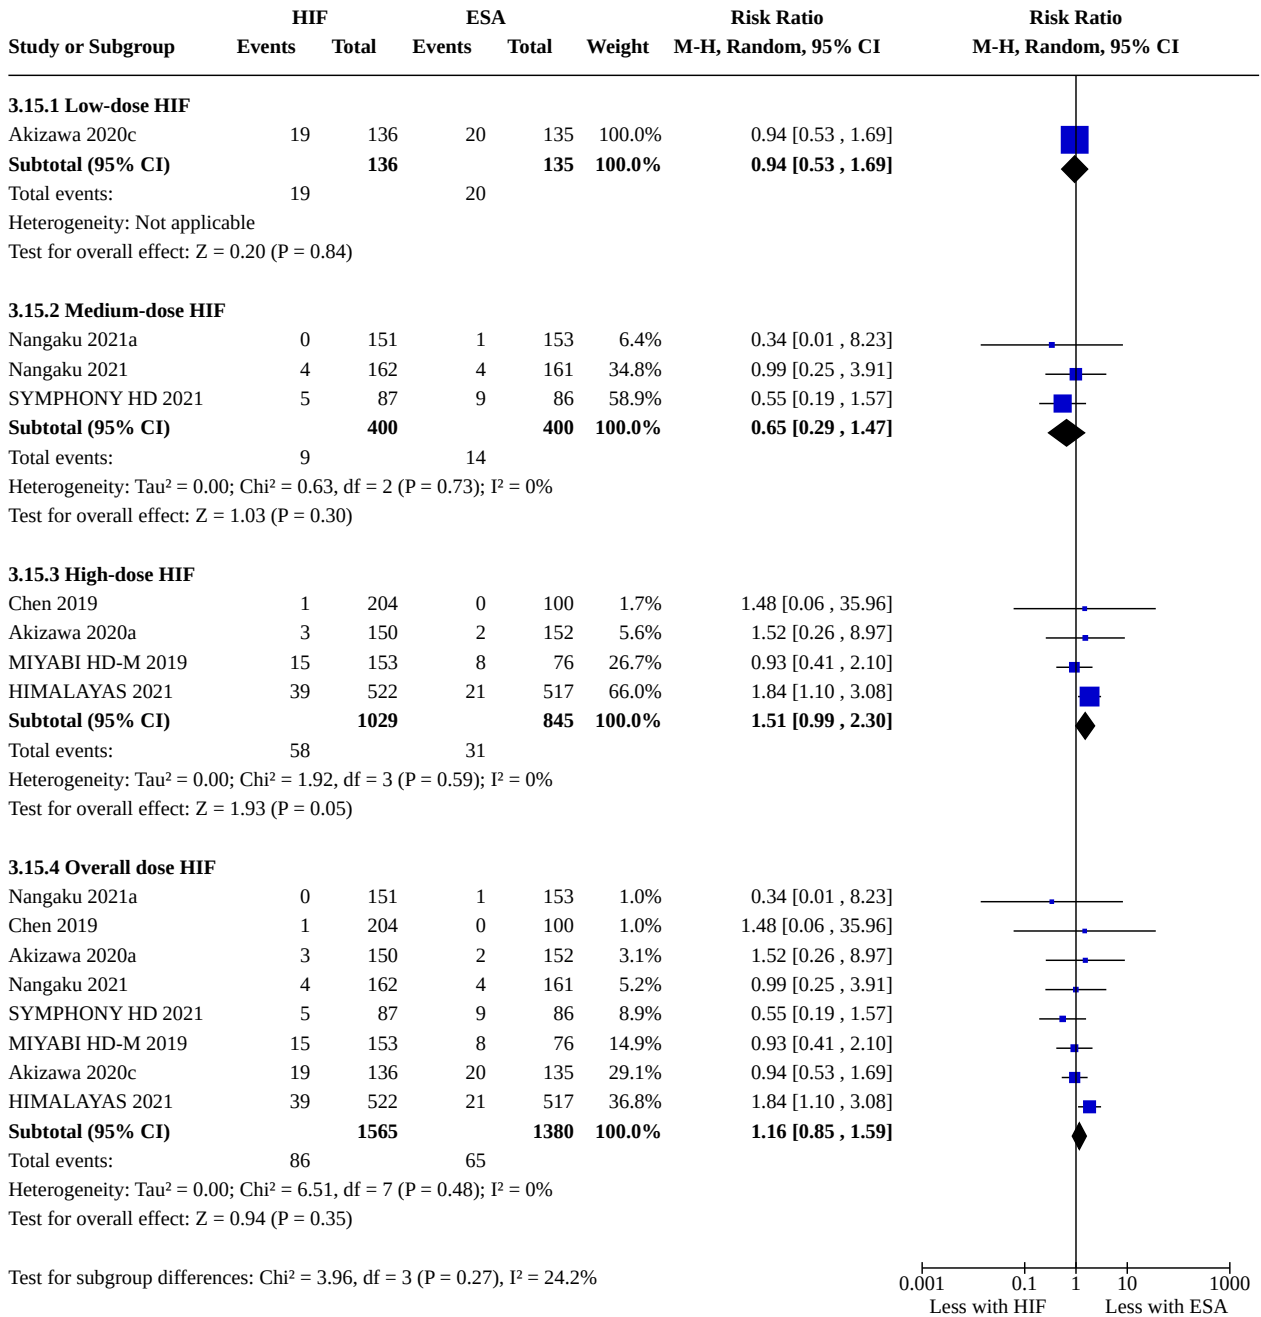 HIF ESA Risk Ratio Risk Ratio
Study or Subgroup Events Total Events Total Weight M-H, Random, 95% CI M-H, Random, 95% CI
3.15.1 Low-dose HIF
Akizawa 2020c 19 136 20 135 100.0% 0.94 [0.53 , 1.69]
Subtotal (95% CI) 136 135 100.0% 0.94 [0.53 , 1.69]
Total events: 19 20
Heterogeneity: Not applicable
Test for overall effect: Z = 0.20 (P = 0.84)
3.15.2 Medium-dose HIF
Nangaku 2021a 0 151 1 153 6.4% 0.34 [0.01 , 8.23]
Nangaku 2021 4 162 4 161 34.8% 0.99 [0.25 , 3.91]
SYMPHONY HD 2021 5 87 9 86 58.9% 0.55 [0.19 , 1.57]
Subtotal (95% CI) 400 400 100.0% 0.65 [0.29 , 1.47]
Total events: 9 14
Heterogeneity: Tau² = 0.00; Chi² = 0.63, df = 2 (P = 0.73); I² = 0%
Test for overall effect: Z = 1.03 (P = 0.30)
3.15.3 High-dose HIF
Chen 2019 1 204 0 100 1.7% 1.48 [0.06 , 35.96]
Akizawa 2020a 3 150 2 152 5.6% 1.52 [0.26 , 8.97]
MIYABI HD-M 2019 15 153 8 76 26.7% 0.93 [0.41 , 2.10]
HIMALAYAS 2021 39 522 21 517 66.0% 1.84 [1.10 , 3.08]
Subtotal (95% CI) 1029 845 100.0% 1.51 [0.99 , 2.30]
Total events: 58 31
Heterogeneity: Tau² = 0.00; Chi² = 1.92, df = 3 (P = 0.59); I² = 0%
Test for overall effect: Z = 1.93 (P = 0.05)
3.15.4 Overall dose HIF
Nangaku 2021a 0 151 1 153 1.0% 0.34 [0.01 , 8.23]
Chen 2019 1 204 0 100 1.0% 1.48 [0.06 , 35.96]
Akizawa 2020a 3 150 2 152 3.1% 1.52 [0.26 , 8.97]
Nangaku 2021 4 162 4 161 5.2% 0.99 [0.25 , 3.91]
SYMPHONY HD 2021 5 87 9 86 8.9% 0.55 [0.19 , 1.57]
MIYABI HD-M 2019 15 153 8 76 14.9% 0.93 [0.41 , 2.10]
Akizawa 2020c 19 136 20 135 29.1% 0.94 [0.53 , 1.69]
HIMALAYAS 2021 39 522 21 517 36.8% 1.84 [1.10 , 3.08]
Subtotal (95% CI) 1565 1380 100.0% 1.16 [0.85 , 1.59]
Total events: 86 65
Heterogeneity: Tau² = 0.00; Chi² = 6.51, df = 7 (P = 0.48); I² = 0%
Test for overall effect: Z = 0.94 (P = 0.35)
Test for subgroup differences: Chi² = 3.96, df = 3 (P = 0.27), I² = 24.2%
0.001 0.1 1 10 1000
Less with HIF Less with ESA